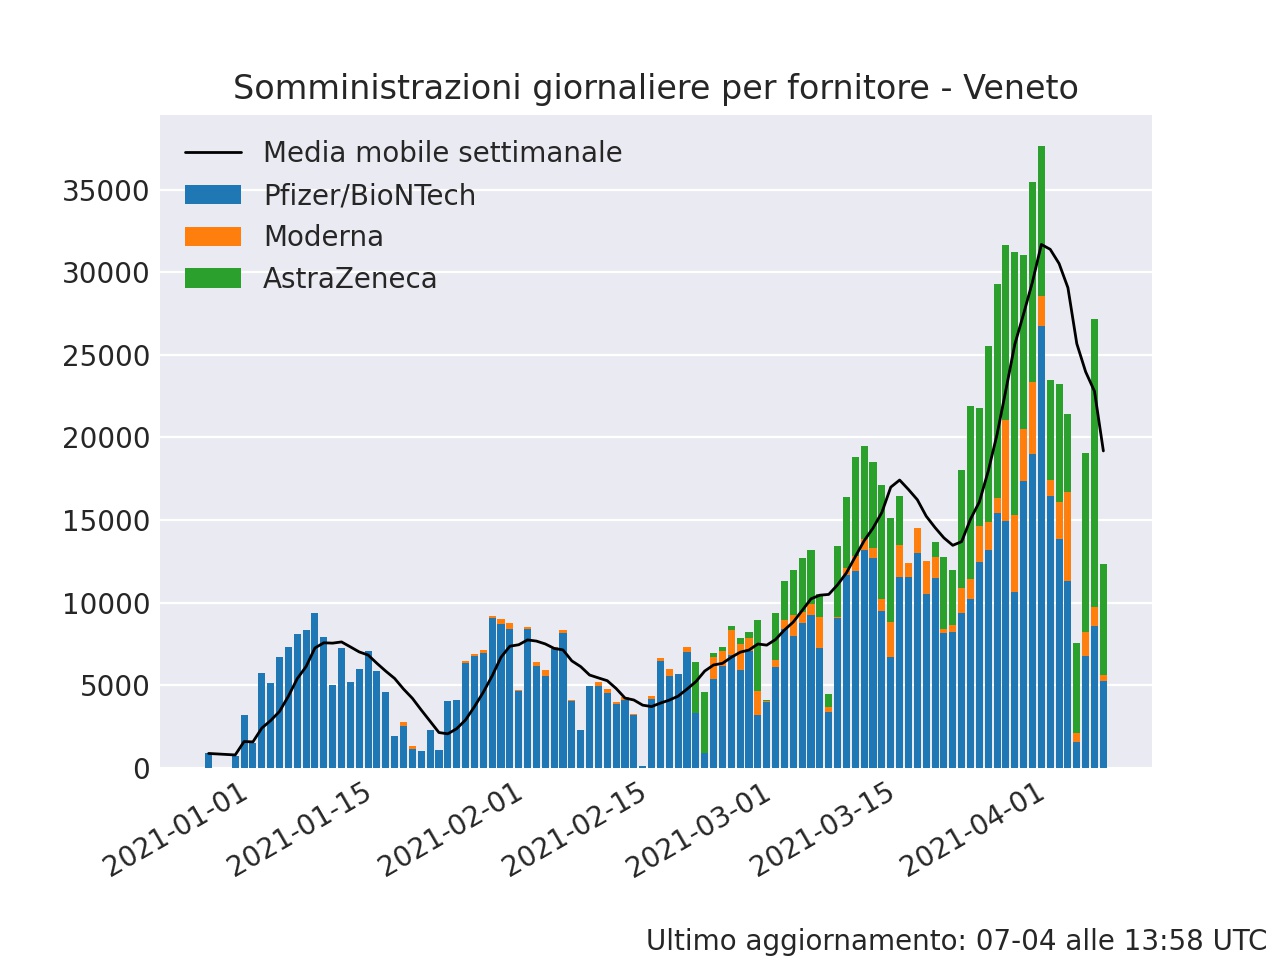 Somministrazioni giornaliere per fornitore - Veneto
Media mobile settimanale
Pfizer/BioNTech
Moderna
AstraZeneca
35000
30000
25000
20000
15000
10000
5000
0
2021-01-01
2021-01-15
2021-02-01
2021-02-15
2021-03-01
2021-03-15
2021-04-01
Ultimo aggiornamento: 07-04 alle 13:58 UTC